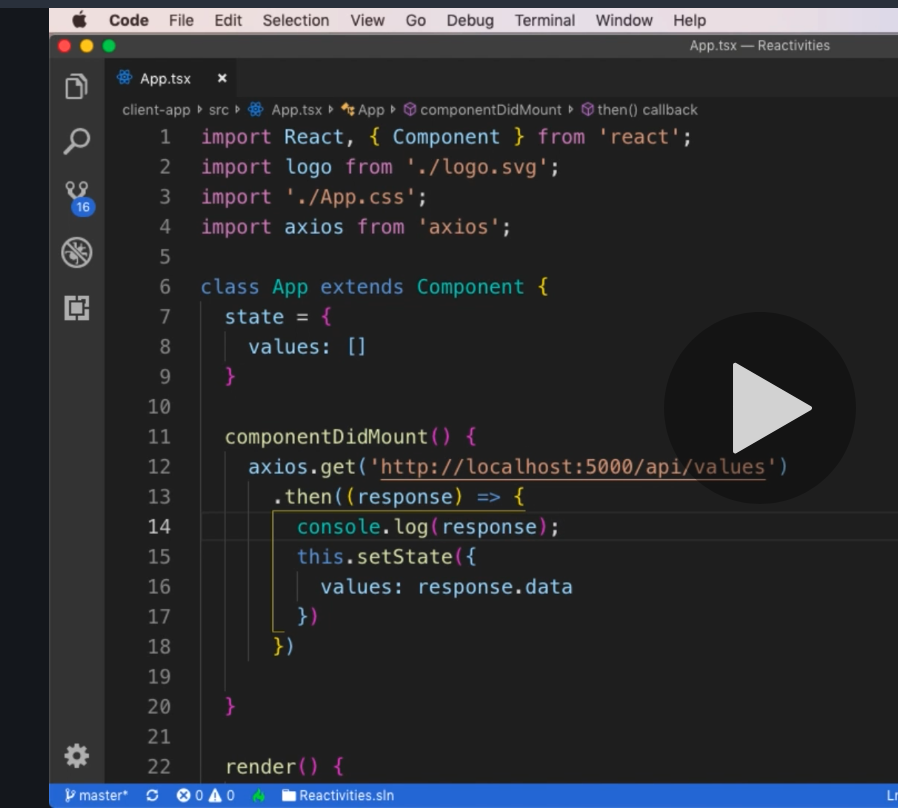 Code File Edit Selection View Go Debug Terminal Window Help
App.tsx — Reactivities
App.tsx ×
client-app src App.tsx App componentDidMount then() callback
1 import React, { Component } from 'react';
2 import logo from './logo.svg';
3 import './App.css';
4 import axios from 'axios';
5
6 class App extends Component {
7 state = {
8 values: []
9 }
10
11 componentDidMount() {
12 axios.get('http://localhost:5000/api/values')
13 .then((response) => {
14 console.log(response);
15 this.setState({
16 values: response.data
17 })
18 })
19
20 }
21
22 render() {
16
master* 0 0 Reactivities.sln